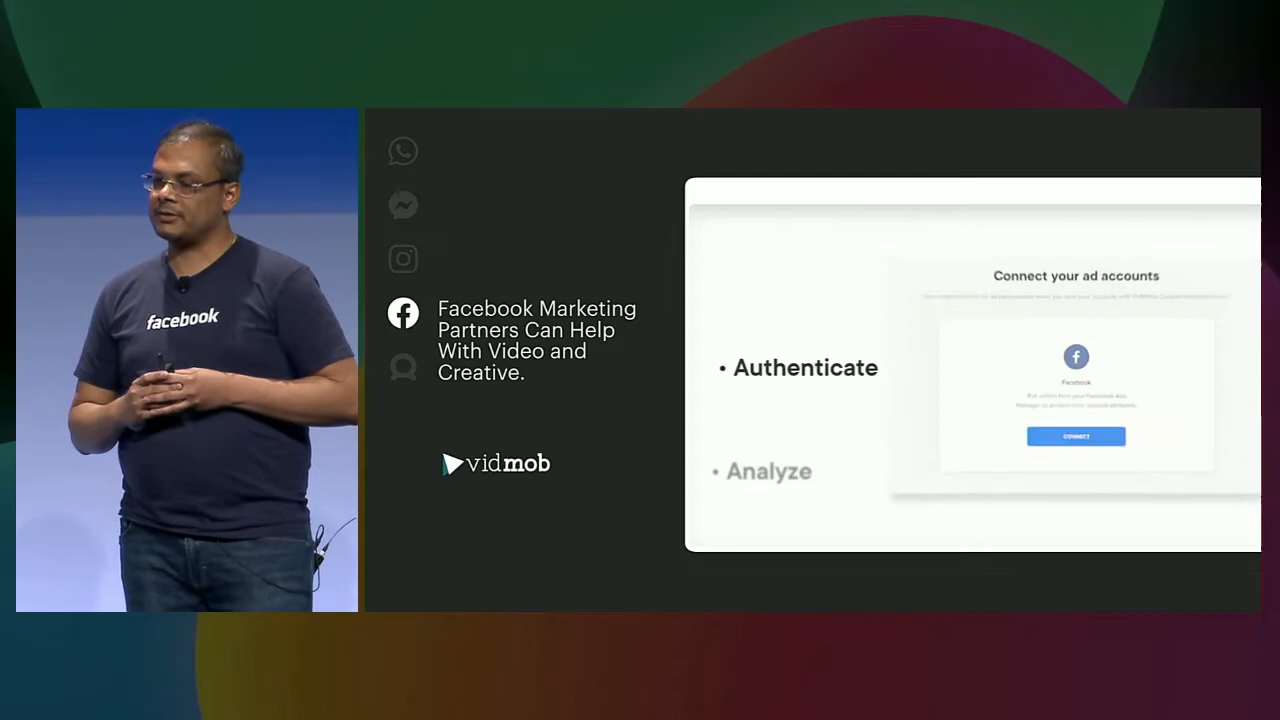 facebook
Facebook Marketing
Partners Can Help
With Video and
Creative.
vidmob
• Authenticate
• Analyze
Connect your ad accounts
Facebook
CONNECT